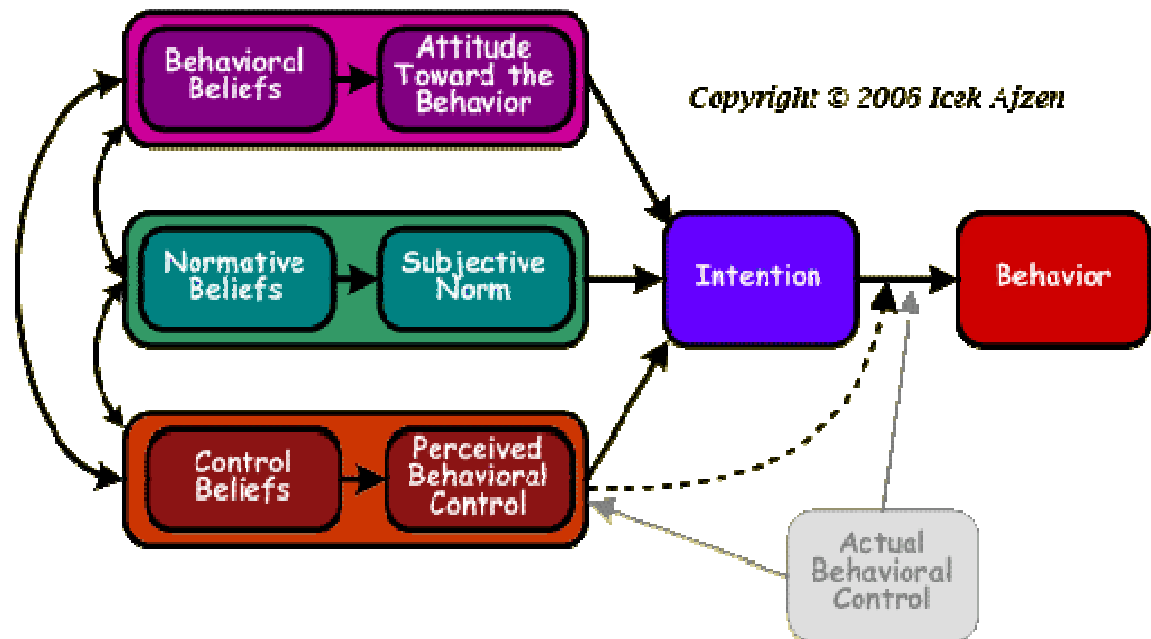 Behavioral
Beliefs
Attitude
Toward the
Behavior
Copyright © 2006 Icek Ajzen
Normative
Beliefs
Subjective
Norm
Intention
Behavior
Control
Beliefs
Perceived
Behavioral
Control
Actual
Behavioral
Control